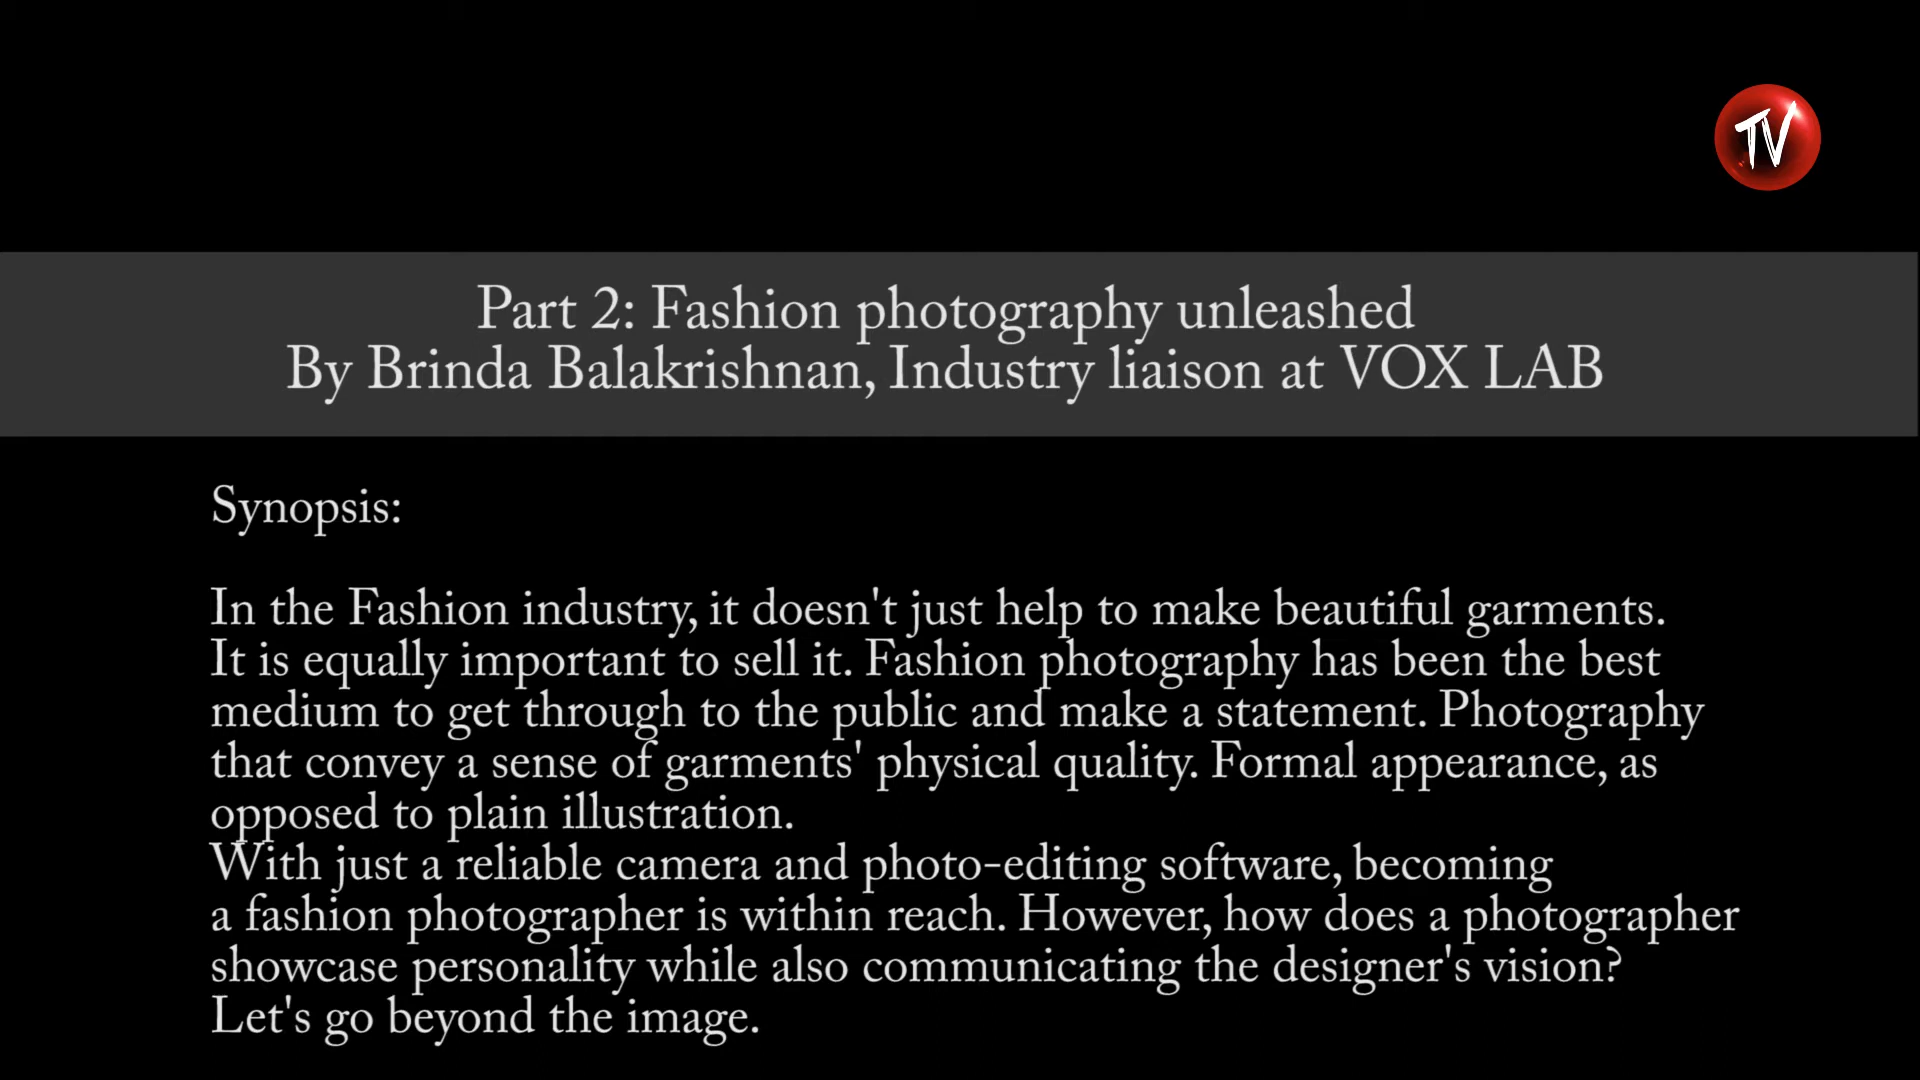 TV
Part 2: Fashion photography unleashed
By Brinda Balakrishnan, Industry liaison at VOX LAB
Synopsis:
In the Fashion industry, it doesn't just help to make beautiful garments.
It is equally important to sell it. Fashion photography has been the best
medium to get through to the public and make a statement. Photography
that convey a sense of garments' physical quality. Formal appearance, as
opposed to plain illustration.
With just a reliable camera and photo-editing software, becoming
a fashion photographer is within reach. However, how does a photographer
showcase personality while also communicating the designer's vision?
Let's go beyond the image.